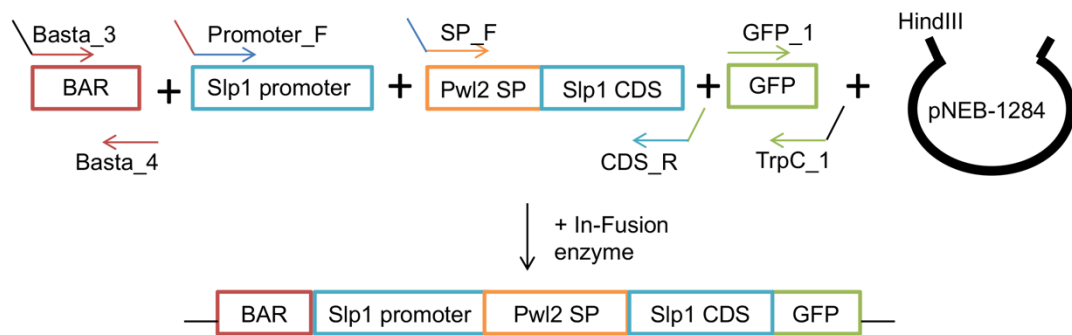 Basta_3 Promoter_F SP_F GFP_1 HindIII
BAR + Slp1 promoter + Pwl2 SP Slp1 CDS + GFP + pNEB-1284
Basta_4 CDS_R TrpC_1
+ In-Fusion
enzyme
BAR Slp1 promoter Pwl2 SP Slp1 CDS GFP